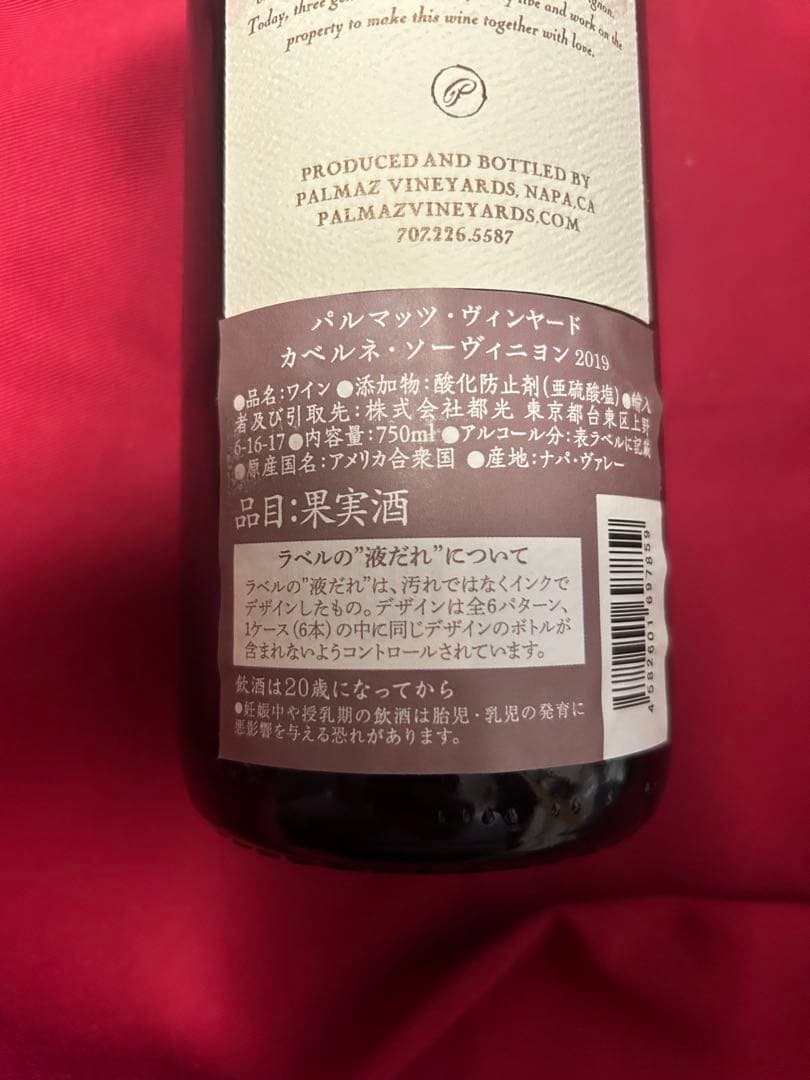 Today, three
live and work on the
property to make this wine together with love.
P
PRODUCED AND BOTTLED BY
PALMAZ VINEYARDS, NAPA, CA
PALMAZVINEYARDS.COM
707.226.5587
パルマッツ・ヴィンヤード
カベルネ・ソーヴィニヨン 2019
●品名:ワイン ●添加物:酸化防止剤(亜硫酸塩) ●輸入
者及び引取先:株式会社都光 東京都台東区上野
6-16-17 ●内容量:750ml ●アルコール分:表ラベルに記載
●原産国名:アメリカ合衆国 ●産地:ナパ・ヴァレー
品目:果実酒
ラベルの"液だれ"について
ラベルの"液だれ"は、汚れではなくインクで
デザインしたもの。デザインは全6パターン、
1ケース(6本)の中に同じデザインのボトルが
含まれないようコントロールされています。
飲酒は20歳になってから
●妊娠中や授乳期の飲酒は胎児・乳児の発育に
悪影響を与える恐れがあります。
4582601697859